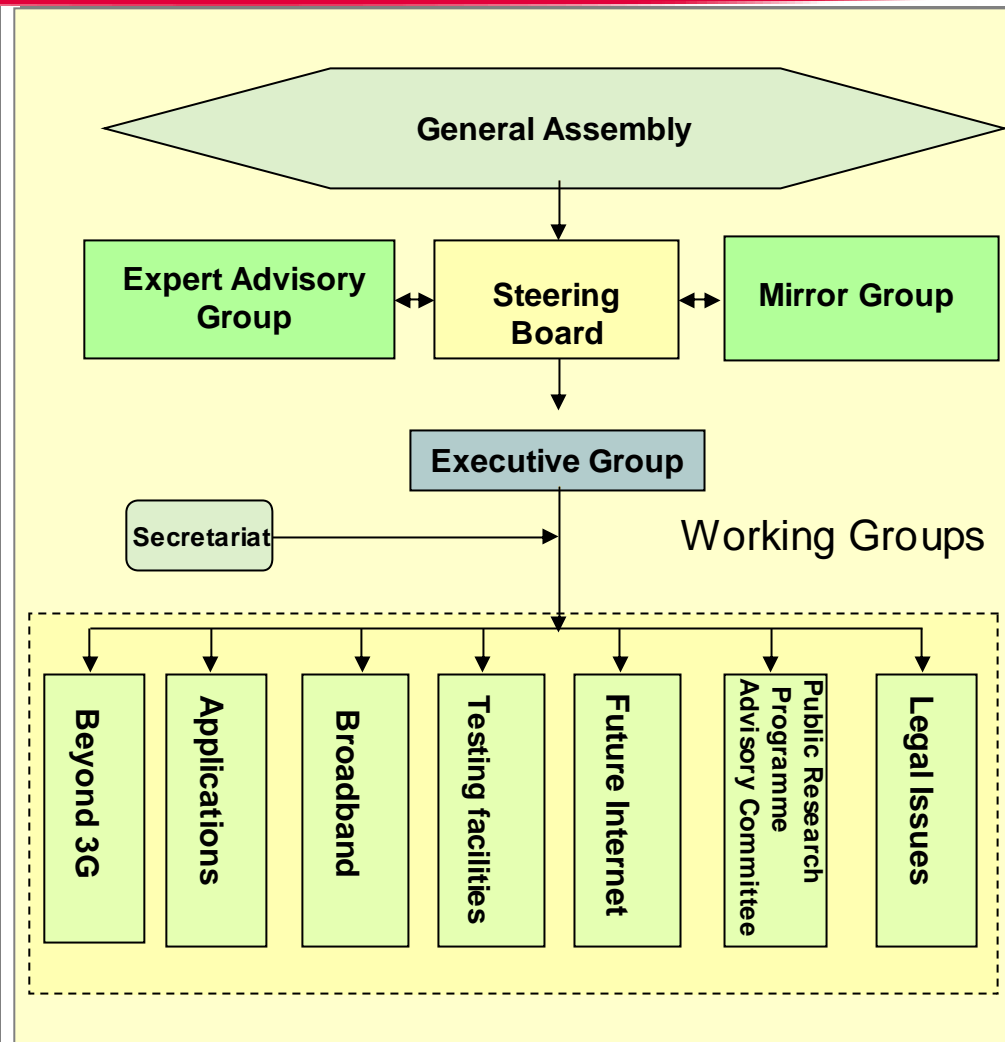 General Assembly
Expert Advisory
Group
Steering
Board
Mirror Group
Executive Group
Secretariat
Working Groups
Beyond 3G
Applications
Broadband
Testing facilities
Future Internet
Public Research
Programme
Advisory Committee
Legal Issues